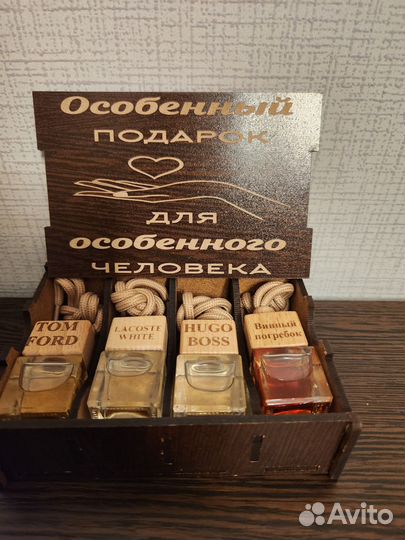 Особенный
ПОДАРОК
для
особенного
ЧЕЛОВЕКА
TOM
FORD
LACOSTE
WHITE
HUGO
BOSS
Винный
погребок
Avito